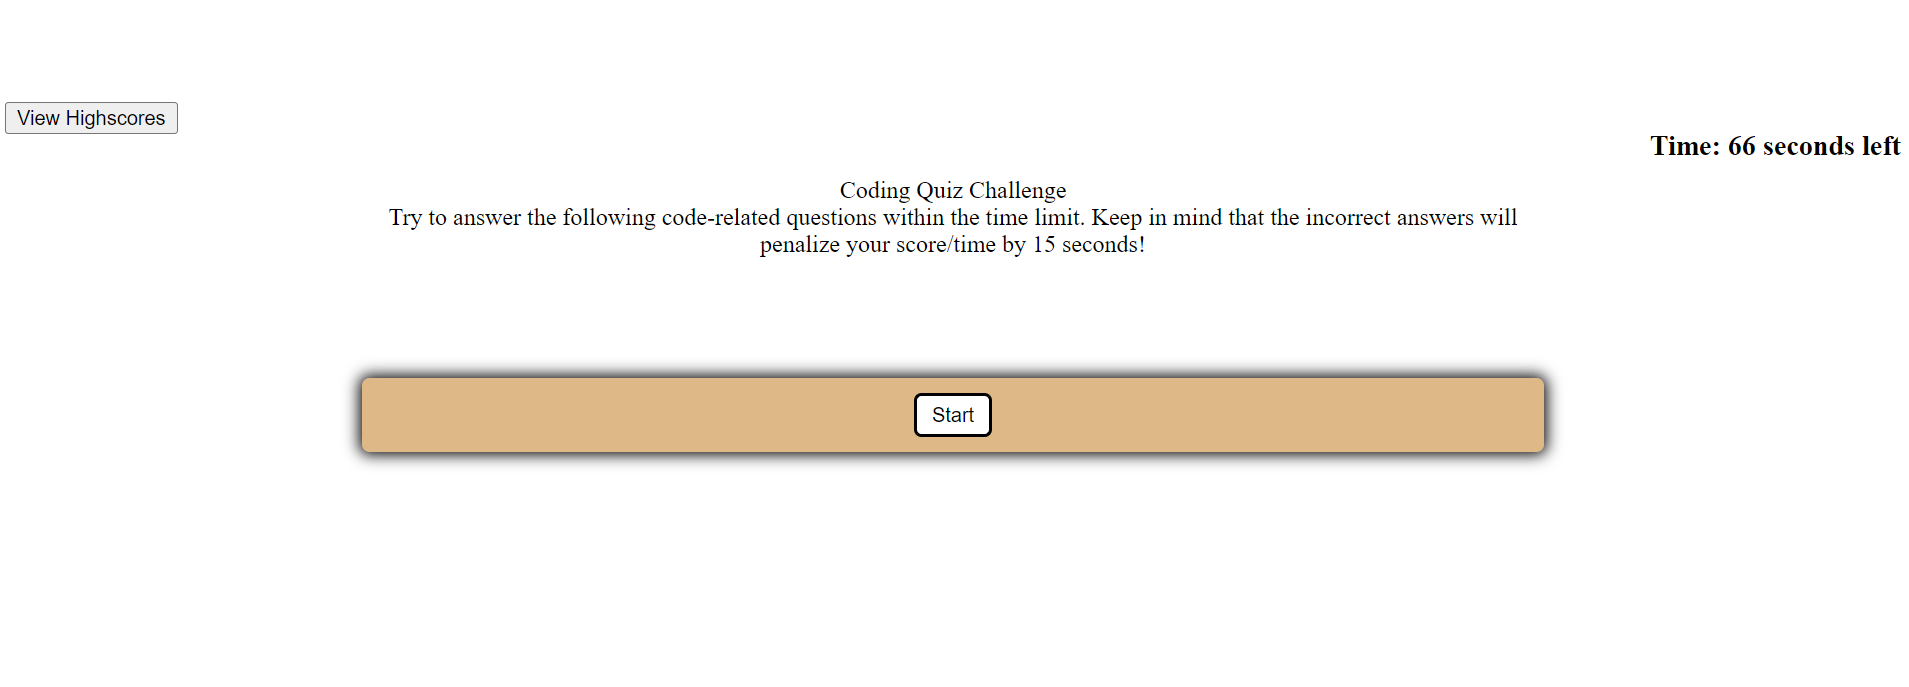 View Highscores
Time: 66 seconds left
Coding Quiz Challenge
Try to answer the following code-related questions within the time limit. Keep in mind that the incorrect answers will
penalize your score/time by 15 seconds!
Start